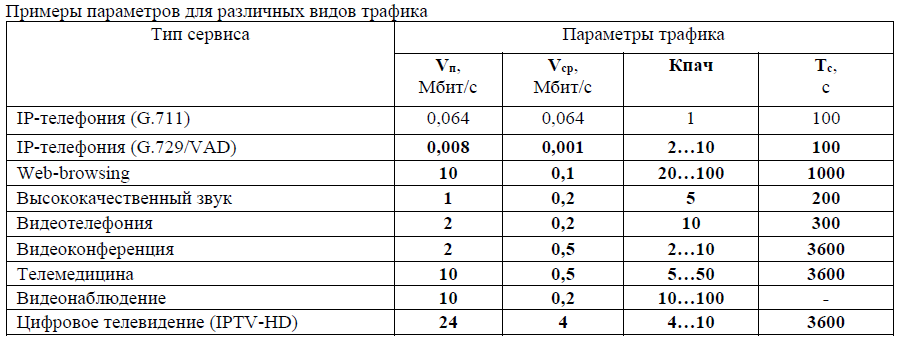 Примеры параметров для различных видов трафика
Тип сервиса Параметры трафика
Vп, Vср, Кпач Тс,
Мбит/с Мбит/с с
IP-телефония (G.711) 0,064 0,064 1 100
IP-телефония (G.729/VAD) 0,008 0,001 2…10 100
Web-browsing 10 0,1 20…100 1000
Высококачественный звук 1 0,2 5 200
Видеотелефония 2 0,2 10 300
Видеоконференция 2 0,5 2…10 3600
Телемедицина 10 0,5 5…50 3600
Видеонаблюдение 10 0,2 10…100 -
Цифровое телевидение (IPTV-HD) 24 4 4…10 3600